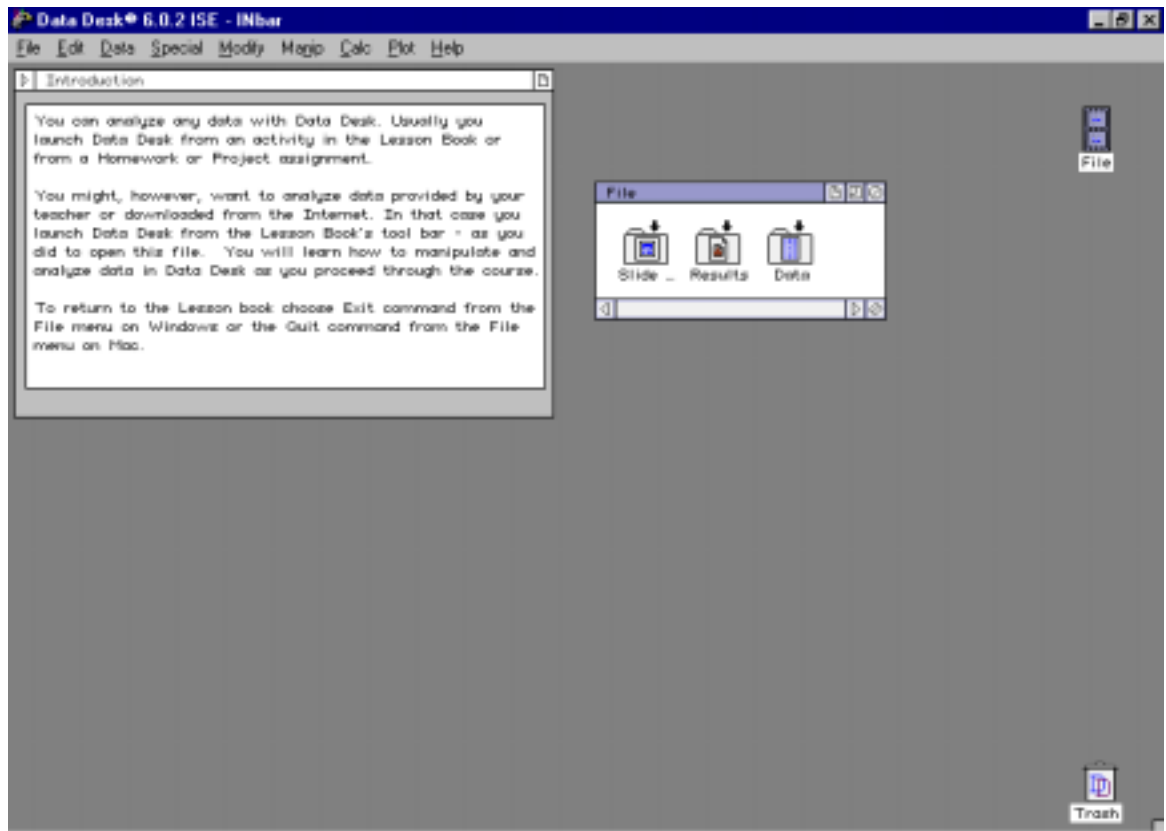 Data Desk® 6.0.2 ISE - INbar
File Edit Data Special Modify Manip Calc Plot Help
Introduction
You can analyze any data with Data Desk. Usually you
launch Data Desk from an activity in the Lesson Book or
from a Homework or Project assignment.
You might, however, want to analyze data provided by your
teacher or downloaded from the Internet. In that case you
launch Data Desk from the Lesson Book's tool bar - as you
did to open this file. You will learn how to manipulate and
analyze data in Data Desk as you proceed through the course.
To return to the Lesson book choose Exit command from the
File menu on Windows or the Quit command from the File
menu on Mac.
File
File
Slide ... Results Data
Trash